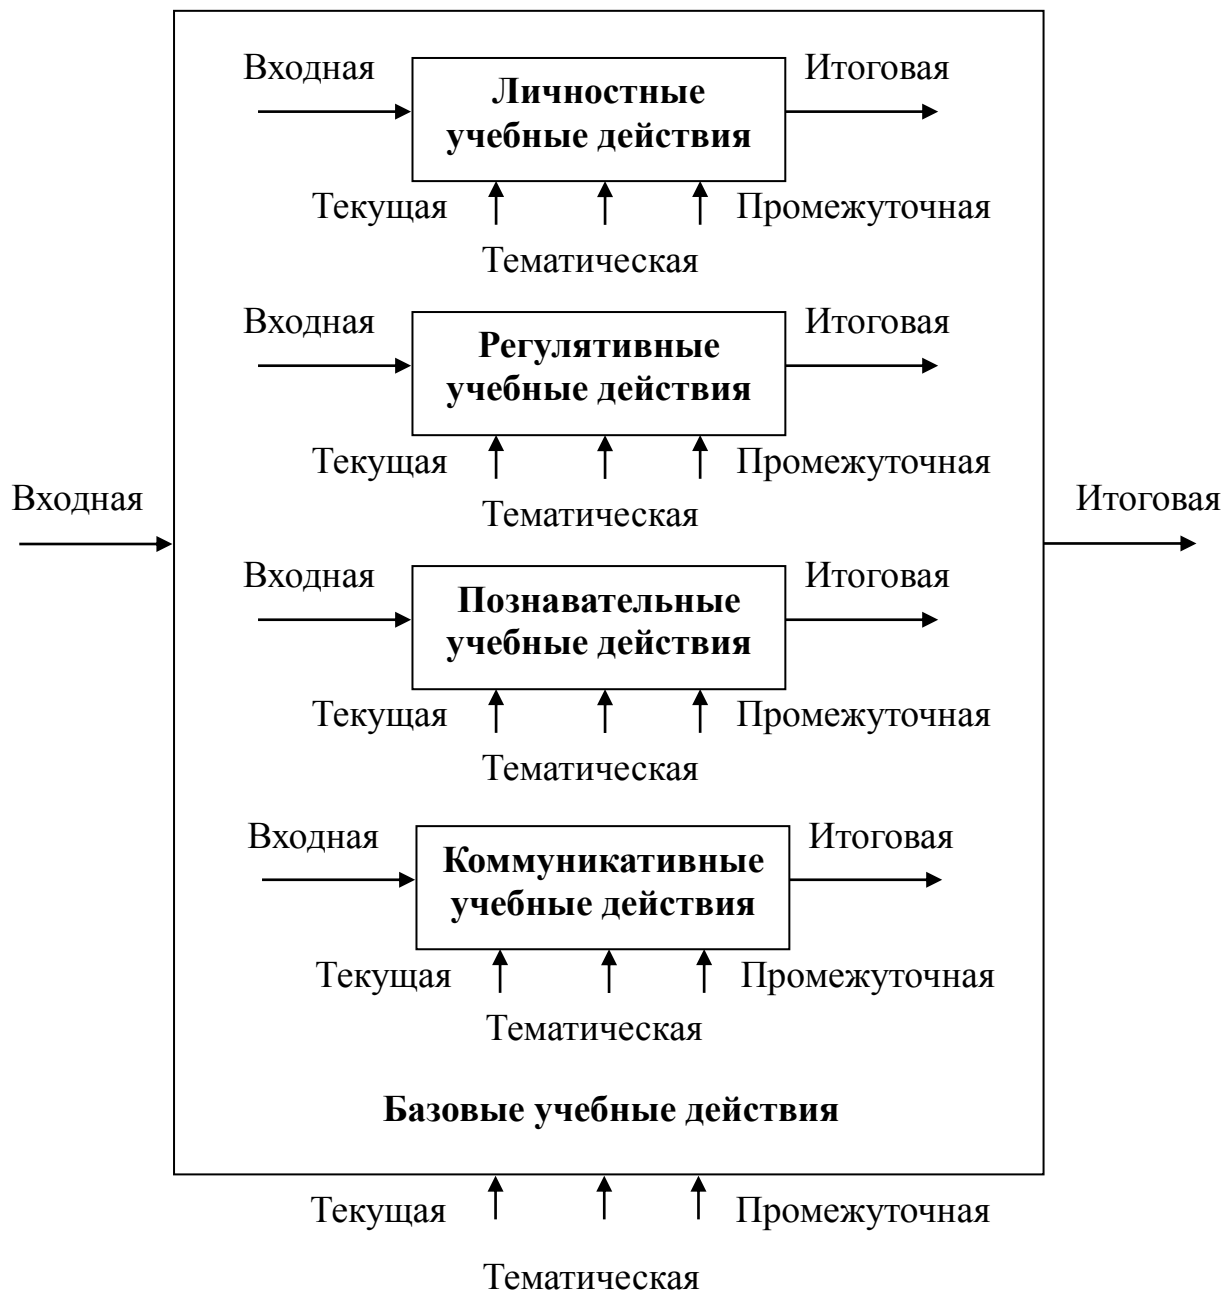 Входная
Итоговая
Личностные
учебные действия
Текущая
Промежуточная
Тематическая
Входная
Итоговая
Регулятивные
учебные действия
Текущая
Промежуточная
Тематическая
Входная
Итоговая
Входная
Итоговая
Познавательные
учебные действия
Текущая
Промежуточная
Тематическая
Входная
Итоговая
Коммуникативные
учебные действия
Текущая
Промежуточная
Тематическая
Базовые учебные действия
Текущая
Промежуточная
Тематическая